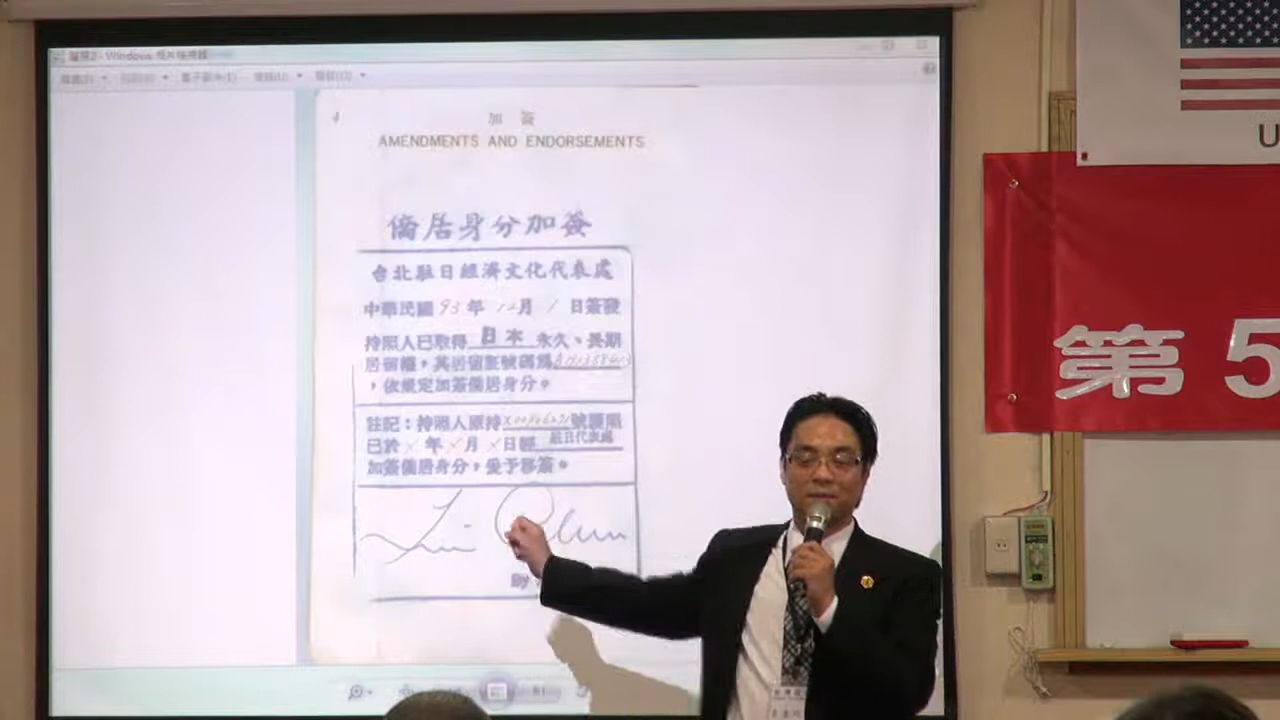 加簽
AMENDMENTS AND ENDORSEMENTS
僑居身分加簽
台北駐日經濟文化代表處
中華民國 93 年 12 月 1 日簽發
持照人已取得 日本 永久、長期
居留權,其居留證號碼為
,依規定加簽僑居身分。
註記:持照人原持 號護照
已於 × 年 × 月 × 日經 駐日代表處
加簽僑居身分,爰予移簽。
By
U
第 5